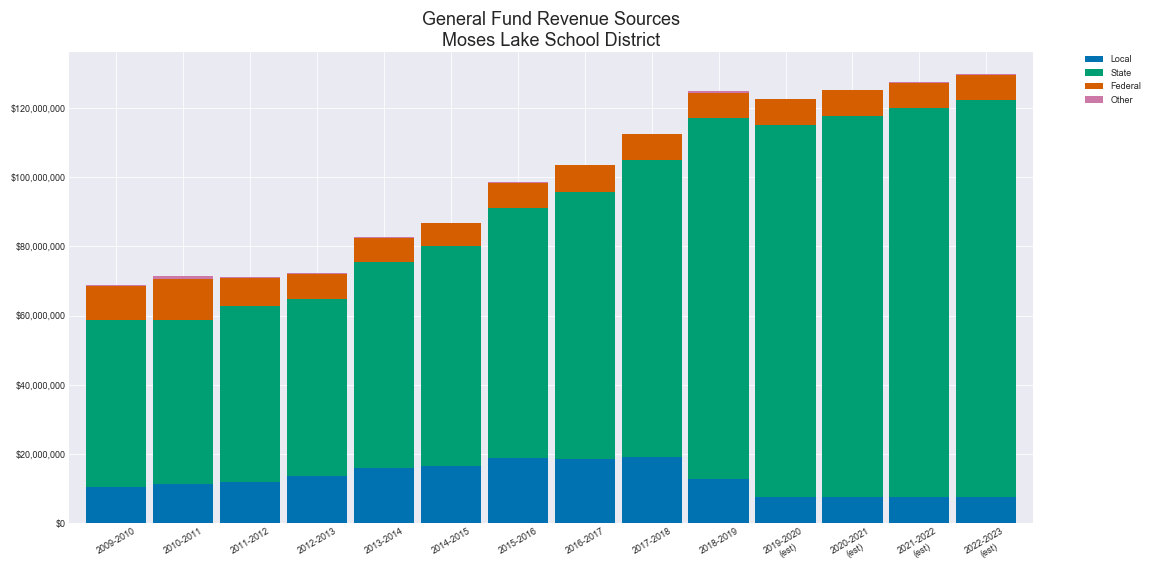 General Fund Revenue Sources
Moses Lake School District
Local
State
Federal
Other
$120,000,000
$100,000,000
$80,000,000
$60,000,000
$40,000,000
$20,000,000
$0
2009-2010
2010-2011
2011-2012
2012-2013
2013-2014
2014-2015
2015-2016
2016-2017
2017-2018
2018-2019
2019-2020
(est)
2020-2021
(est)
2021-2022
(est)
2022-2023
(est)